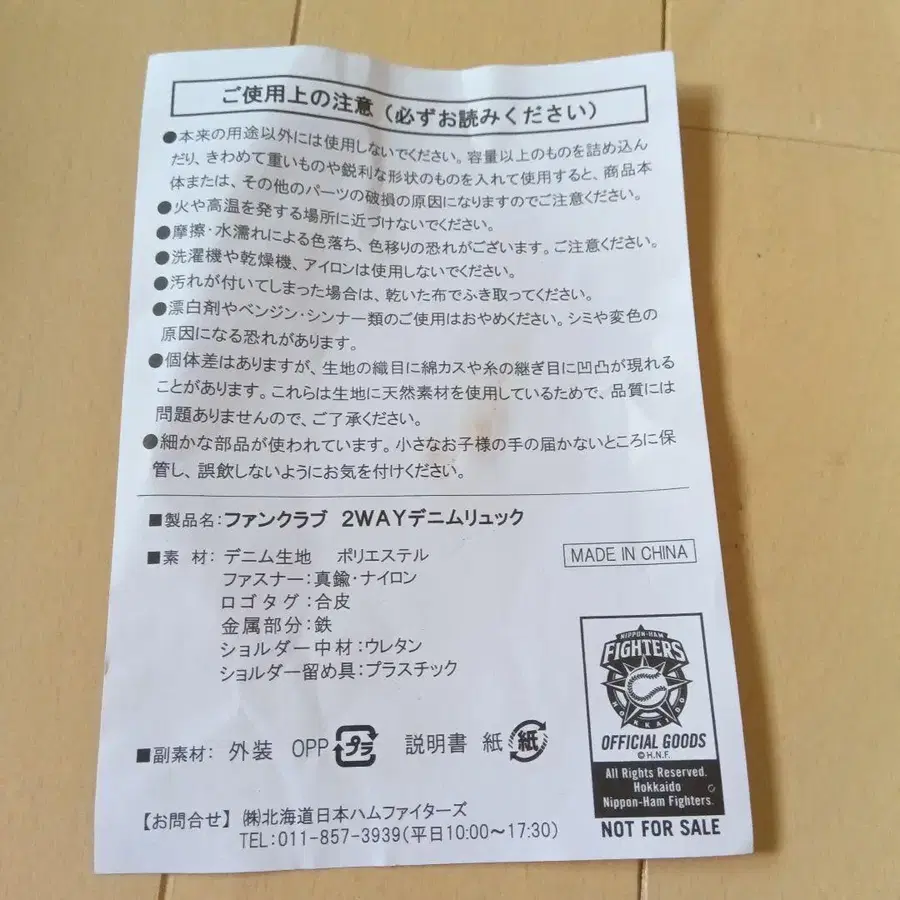 ご使用上の注意（必ずお読みください）
●本来の用途以外には使用しないでください。容量以上のものを詰め込ん
だり、きわめて重いものや鋭利な形状のものを入れて使用すると、商品本
体または、その他のパーツの破損の原因になりますのでご注意ください。
●火や高温を発する場所に近づけないでください。
●摩擦・水濡れによる色落ち、色移りの恐れがございます。ご注意ください。
●洗濯機や乾燥機、アイロンは使用しないでください。
●汚れが付いてしまった場合は、乾いた布でふき取ってください。
●漂白剤やベンジン・シンナー類のご使用はおやめください。シミや変色の
原因になる恐れがあります。
●個体差はありますが、生地の織目に綿カスや糸の継ぎ目に凹凸が現れる
ことがあります。これらは生地に天然素材を使用しているためで、品質には
問題ありませんので、ご了承ください。
●細かな部品が使われています。小さなお子様の手の届かないところに保
管し、誤飲しないようにお気を付けください。
■製品名：ファンクラブ 2WAYデニムリュック
■素 材：デニム生地 ポリエステル
MADE IN CHINA
ファスナー：真鍮・ナイロン
ロゴタグ：合皮
金属部分：鉄
ショルダー中材：ウレタン
ショルダー留め具：プラスチック
NIPPON-HAM
FIGHTERS
HOKKAIDO
OFFICIAL GOODS
©H.N.F.
All Rights Reserved.
Hokkaido
Nippon-Ham Fighters.
NOT FOR SALE
■副素材：外装 OPP プラ 説明書 紙 紙
【お問合せ】㈱北海道日本ハムファイターズ
TEL：011-857-3939（平日10:00～17:30）